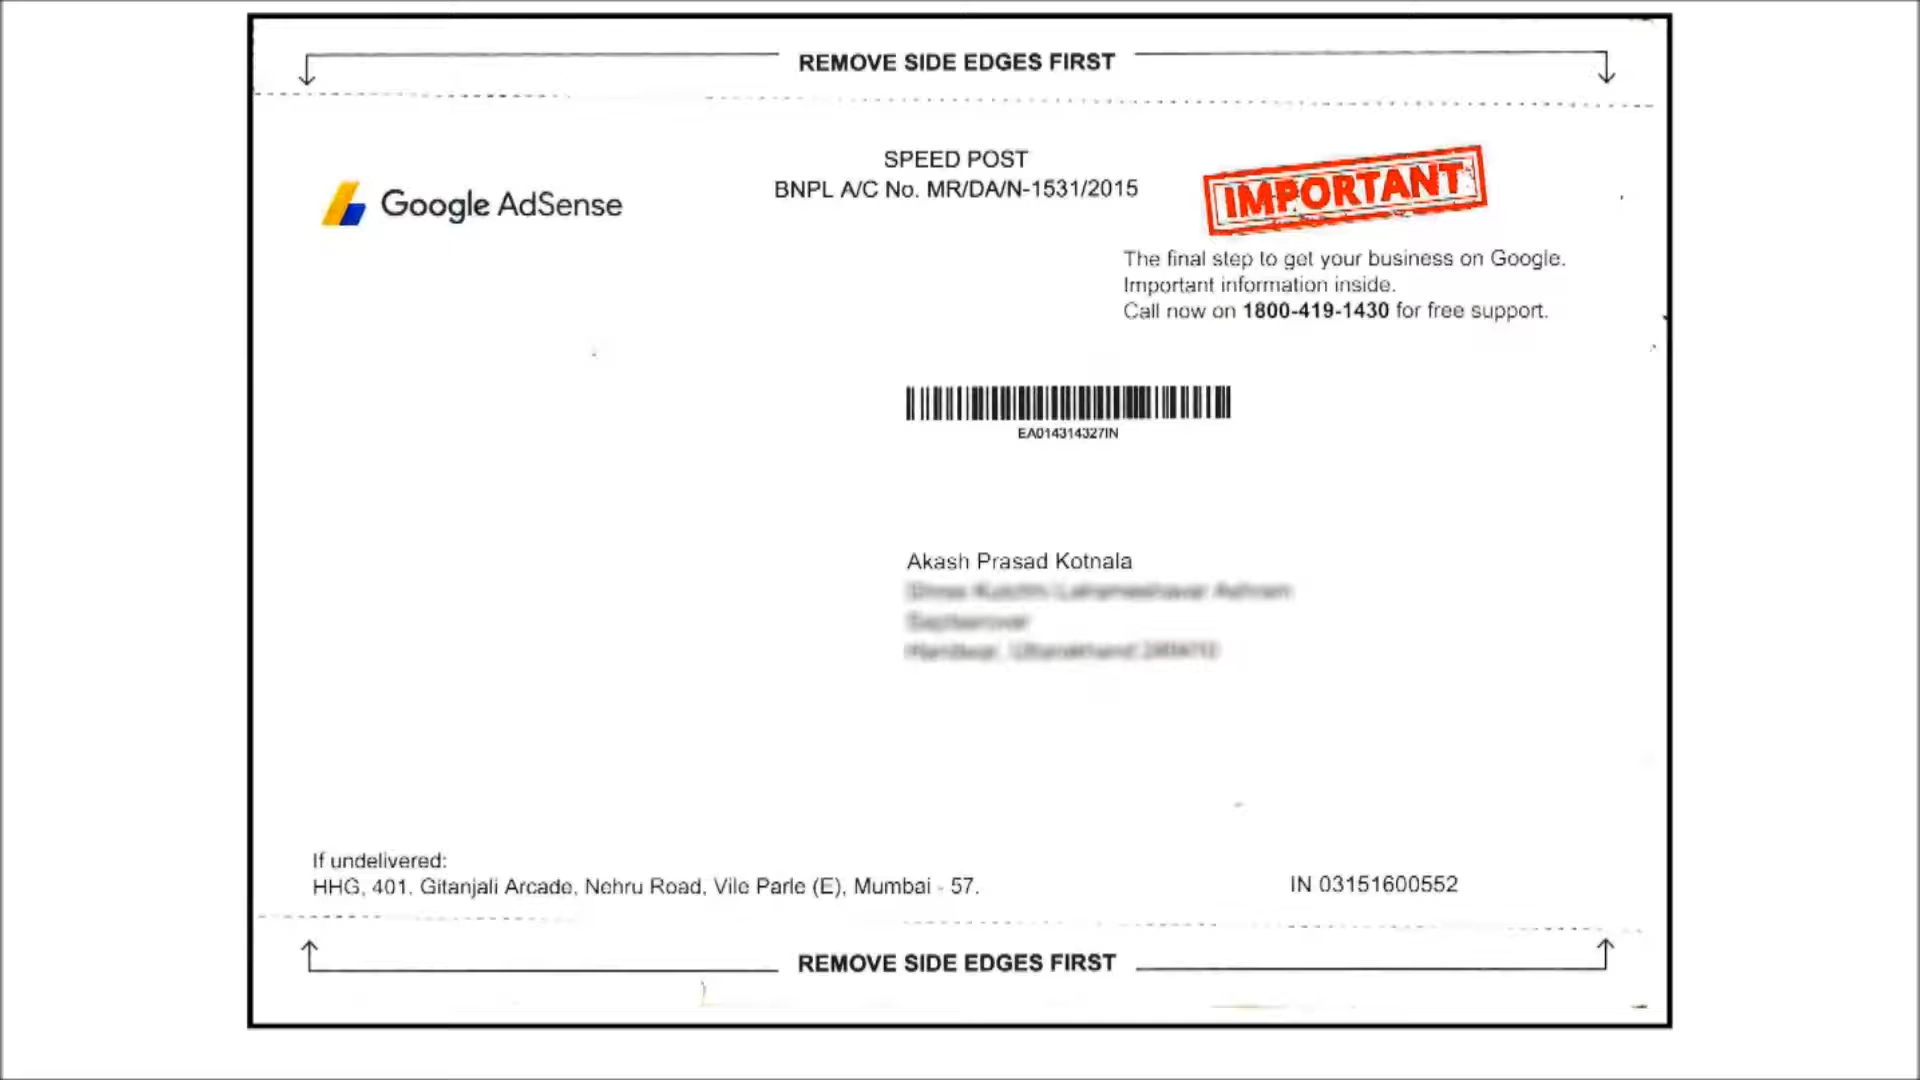 REMOVE SIDE EDGES FIRST
Google AdSense
SPEED POST
BNPL A/C No. MR/DA/N-1531/2015
IMPORTANT
The final step to get your business on Google.
Important information inside.
Call now on 1800-419-1430 for free support.
EA014314327IN
Akash Prasad Kotnala
If undelivered:
HHG, 401, Gitanjali Arcade, Nehru Road, Vile Parle (E), Mumbai - 57.
IN 03151600552
REMOVE SIDE EDGES FIRST